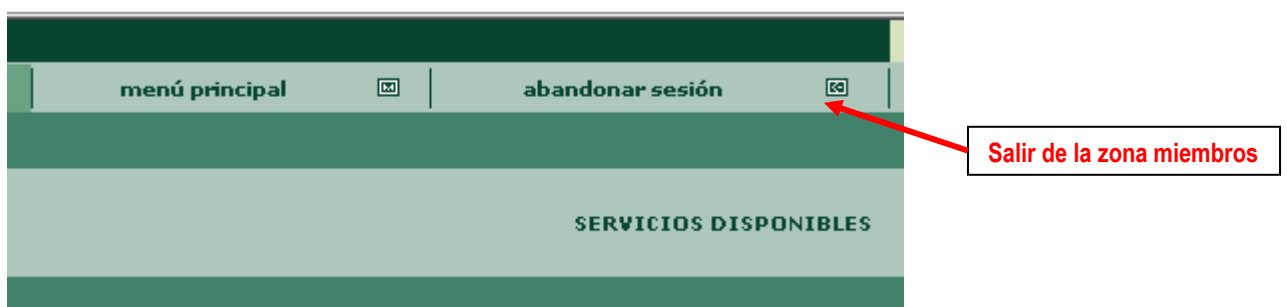 menú principal
abandonar sesión
Salir de la zona miembros
SERVICIOS DISPONIBLES